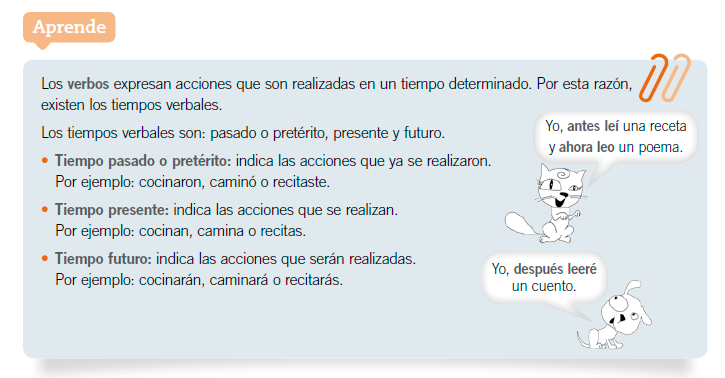 Aprende
Los verbos expresan acciones que son realizadas en un tiempo determinado. Por esta razón,
existen los tiempos verbales.
Los tiempos verbales son: pasado o pretérito, presente y futuro.
• Tiempo pasado o pretérito: indica las acciones que ya se realizaron.
Por ejemplo: cocinaron, caminó o recitaste.
• Tiempo presente: indica las acciones que se realizan.
Por ejemplo: cocinan, camina o recitas.
• Tiempo futuro: indica las acciones que serán realizadas.
Por ejemplo: cocinarán, caminará o recitarás.
Yo, antes leí una receta
y ahora leo un poema.
Yo, después leeré
un cuento.